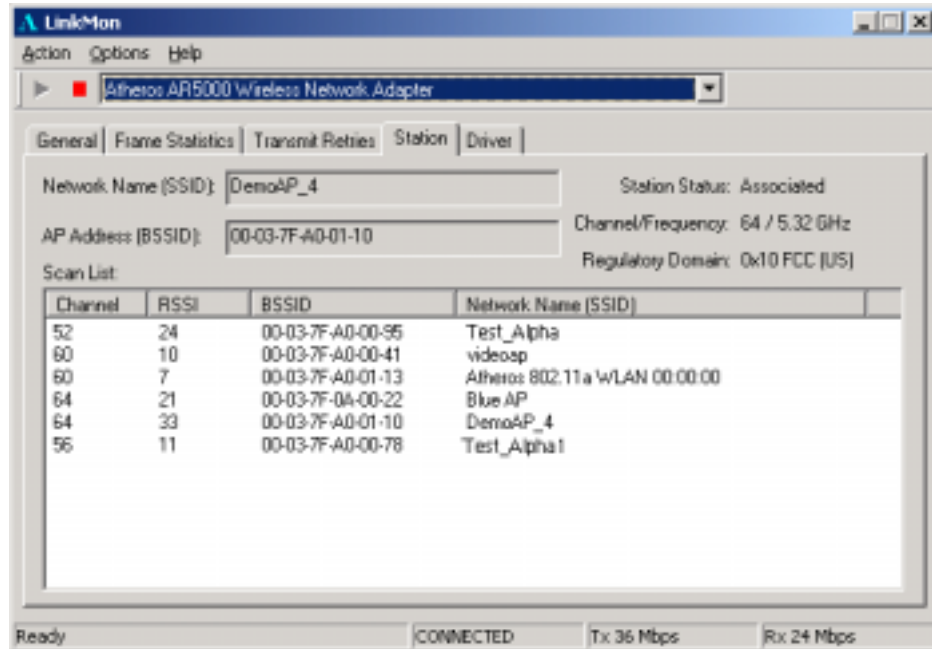 LinkMon
Action Options Help
Atheros AR5000 Wireless Network Adapter
General Frame Statistics Transmit Retries Station Driver
Network Name (SSID): DemoAP_4 Station Status: Associated
AP Address (BSSID): 00-03-7F-A0-01-10 Channel/Frequency: 64 / 5.32 GHz
Regulatory Domain: 0x10 FCC (US)
Scan List:
Channel RSSI BSSID Network Name (SSID)
52 24 00-03-7F-A0-00-95 Test_Alpha
60 10 00-03-7F-A0-00-41 videoap
60 7 00-03-7F-A0-01-13 Atheros 802.11a WLAN 00:00:00
64 21 00-03-7F-0A-00-22 Blue AP
64 33 00-03-7F-A0-01-10 DemoAP_4
56 11 00-03-7F-A0-00-78 Test_Alpha1
Ready CONNECTED Tx 36 Mbps Rx 24 Mbps